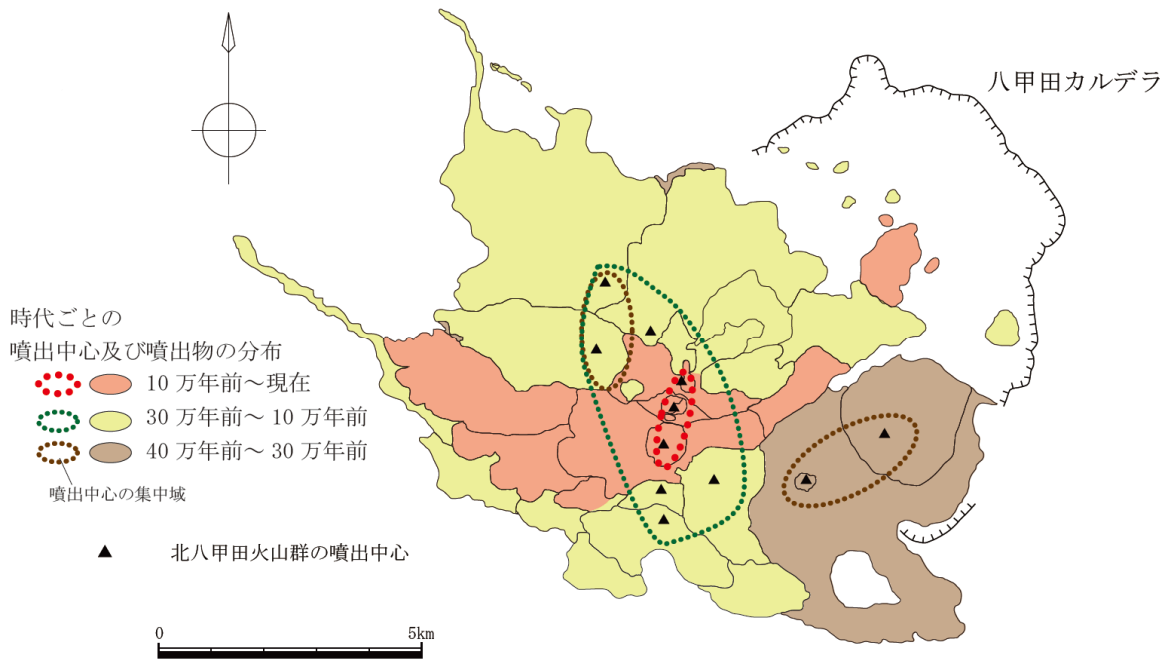 八甲田カルデラ
時代ごとの
噴出中心及び噴出物の分布
10 万年前～現在
30 万年前～ 10 万年前
40 万年前～ 30 万年前
噴出中心の集中域
▲ 北八甲田火山群の噴出中心
0 5km